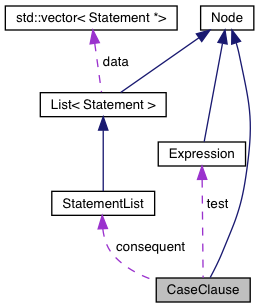 std::vector< Statement *>
Node
data
List< Statement >
Expression
StatementList
test
consequent
CaseClause